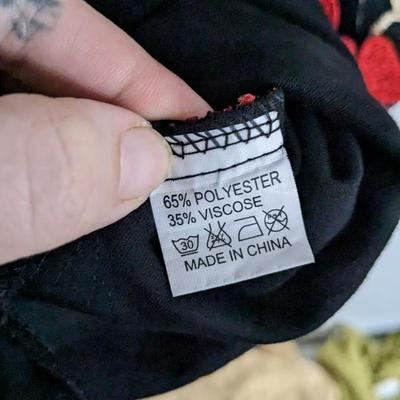 65% POLYESTER
35% VISCOSE
30
MADE IN CHINA